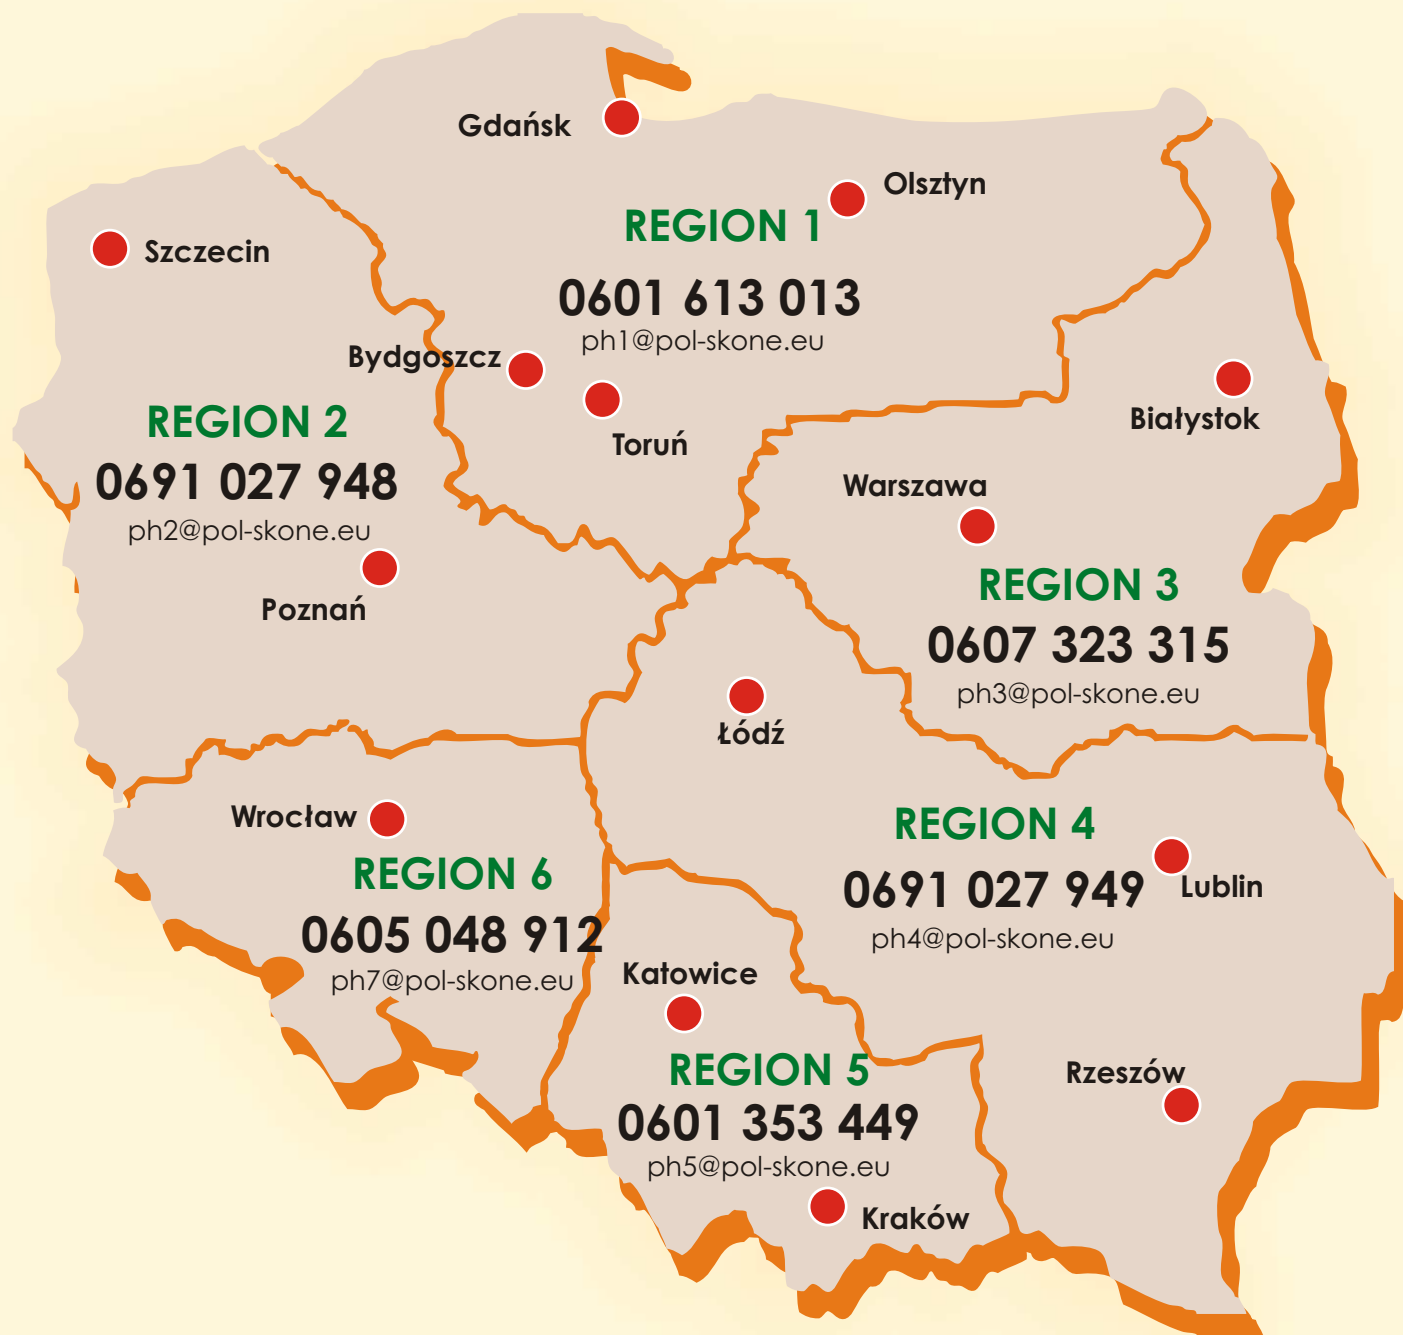 Gdańsk
Olsztyn
REGION 1
0601 613 013
ph1@pol-skone.eu
Szczecin
Bydgoszcz
Toruń
REGION 2
0691 027 948
ph2@pol-skone.eu
Poznań
Białystok
Warszawa
REGION 3
0607 323 315
ph3@pol-skone.eu
Łódź
REGION 4
0691 027 949
ph4@pol-skone.eu
Lublin
Rzeszów
Wrocław
REGION 6
0605 048 912
ph7@pol-skone.eu
Katowice
REGION 5
0601 353 449
ph5@pol-skone.eu
Kraków